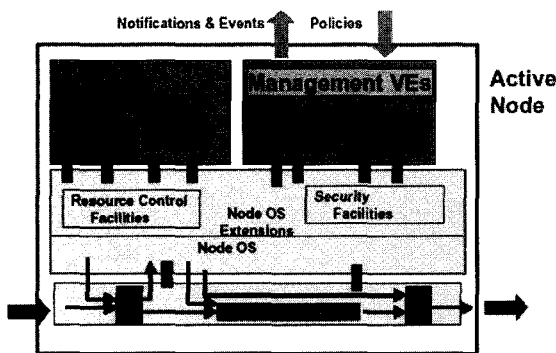 Notifications & Events Policies
Management VEs
Active
Node
Resource Control
Facilities
Security
Facilities
Node OS
Extensions
Node OS